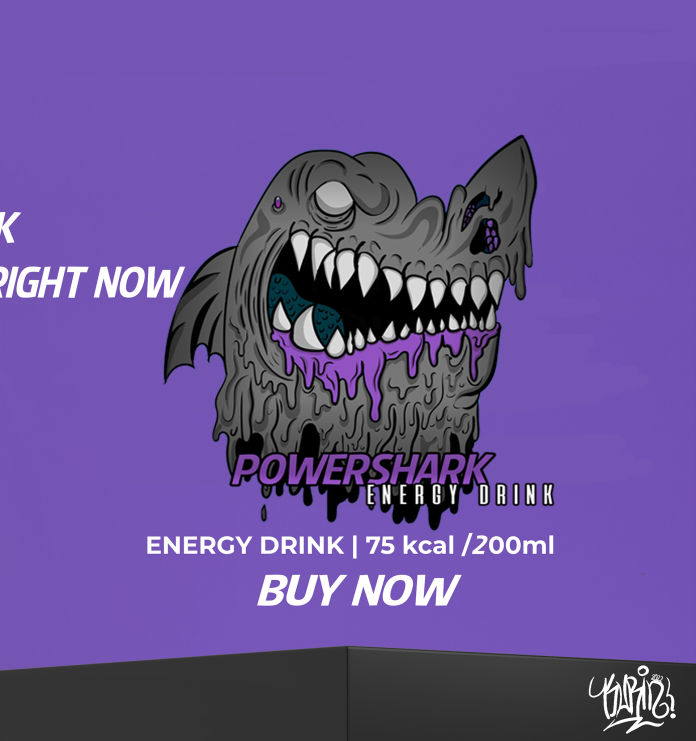 K
RIGHT NOW
POWERSHARK
ENERGY DRINK
ENERGY DRINK | 75 kcal /200ml
BUY NOW